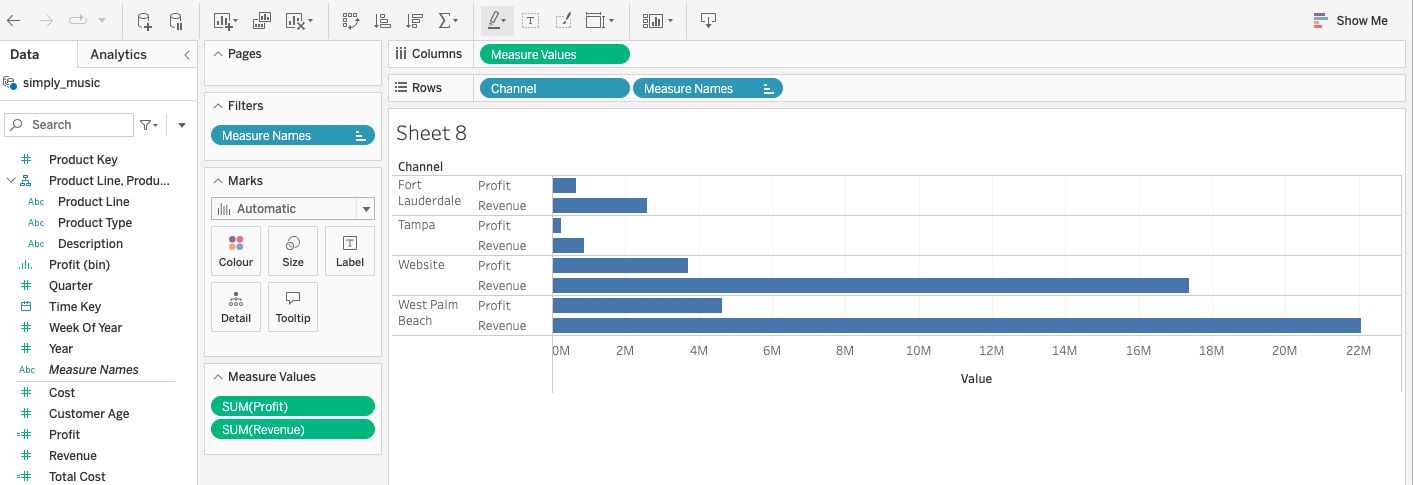 Show Me
Data
Analytics
simply_music
Search
Product Key
Product Line, Produ...
Abc
Product Line
Abc
Product Type
Abc
Description
Profit (bin)
Quarter
Time Key
Week Of Year
Year
Abc
Measure Names
Cost
Customer Age
Profit
Revenue
Total Cost
Pages
Filters
Measure Names
Marks
Automatic
Colour
Size
T
Label
Detail
Tooltip
Measure Values
SUM(Profit)
SUM(Revenue)
Columns
Measure Values
Rows
Channel
Measure Names
Sheet 8
Channel
Fort
Lauderdale
Profit
Revenue
Tampa
Profit
Revenue
Website
Profit
Revenue
West Palm
Beach
Profit
Revenue
0M 2M 4M 6M 8M 10M 12M 14M 16M 18M 20M 22M
Value